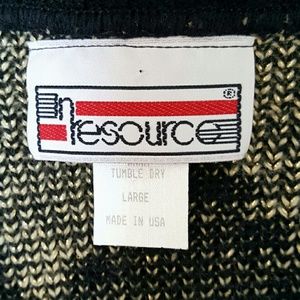 resource
®
TUMBLE DRY
LARGE
MADE IN USA